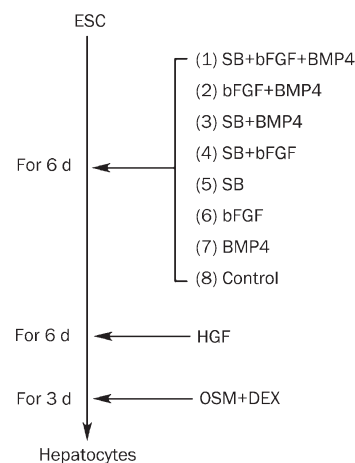 ESC
(1) SB+bFGF+BMP4
(2) bFGF+BMP4
(3) SB+BMP4
For 6 d
(4) SB+bFGF
(5) SB
(6) bFGF
(7) BMP4
(8) Control
For 6 d
HGF
For 3 d
OSM+DEX
Hepatocytes